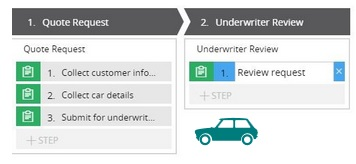 1. Quote Request
2. Underwriter Review
Quote Request
1. Collect customer info...
2. Collect car details
3. Submit for underwrit...
+ STEP
Underwriter Review
1. Review request ×
+ STEP